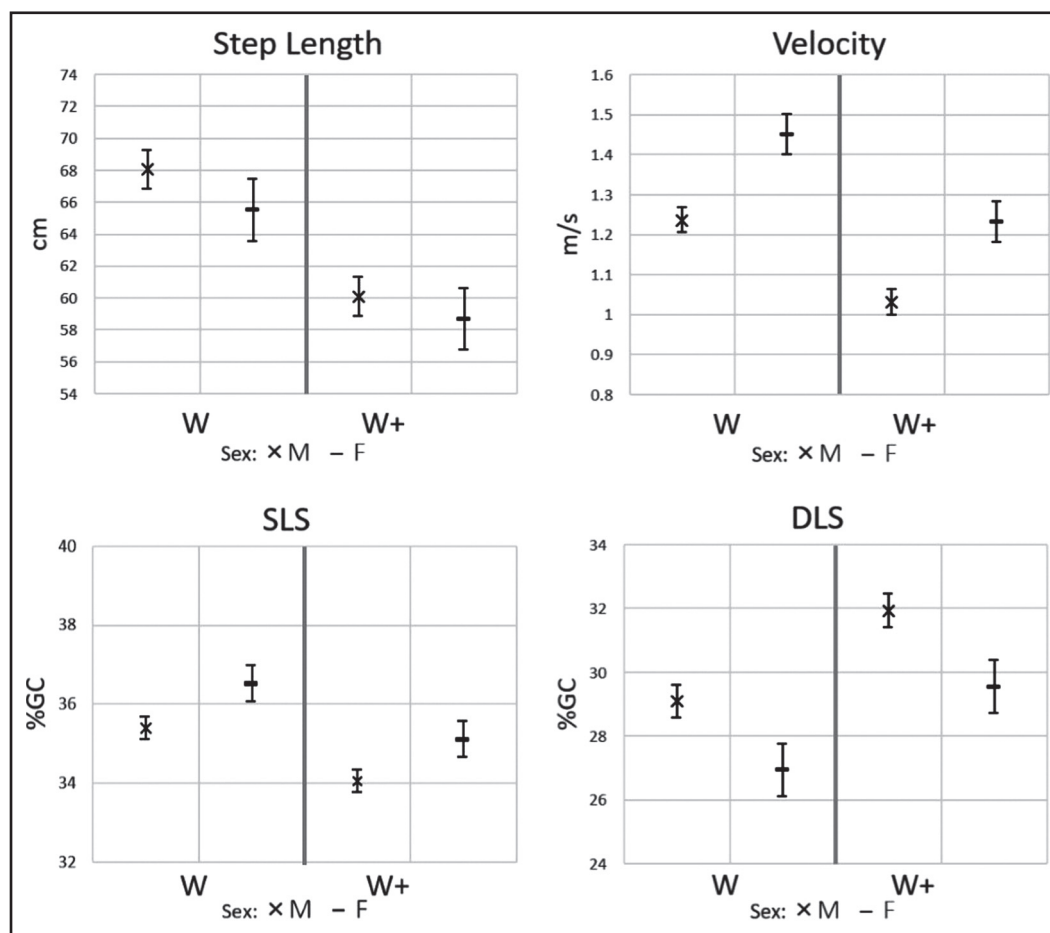 Step Length
74
72
70
68
66
64
62
60
58
56
54
cm
W W+
Sex: × M – F
Velocity
1.6
1.5
1.4
1.3
1.2
1.1
1
0.9
0.8
m/s
W W+
Sex: × M – F
SLS
40
38
36
34
32
%GC
W W+
Sex: × M – F
DLS
34
32
30
28
26
24
%GC
W W+
Sex: × M – F